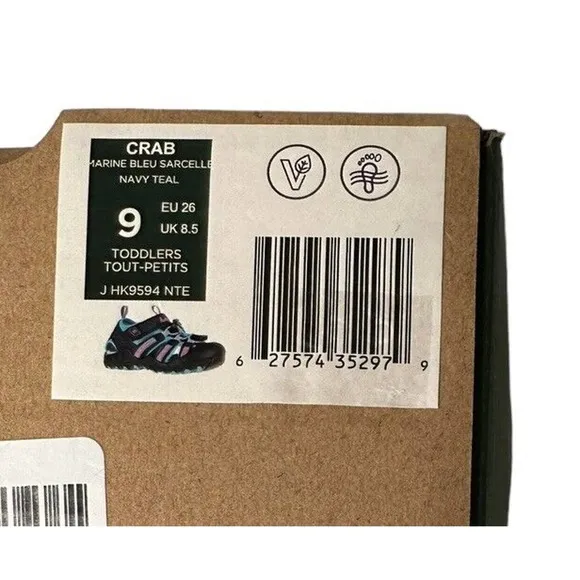 CRAB
MARINE BLEU SARCELLE
NAVY TEAL
9
EU 26
UK 8.5
TODDLERS
TOUT-PETITS
J HK9594 NTE
6 27574 35297 9